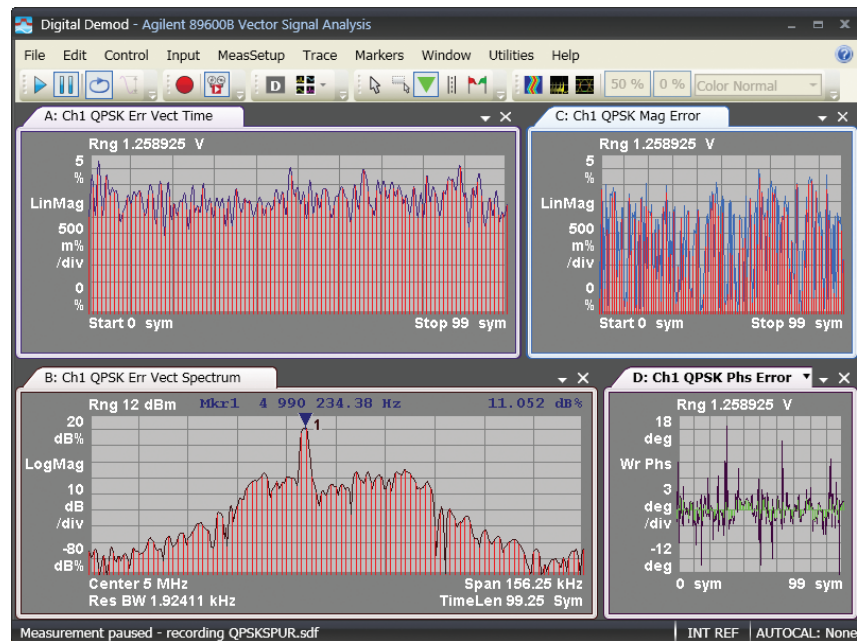 Digital Demod - Agilent 89600B Vector Signal Analysis
File Edit Control Input MeasSetup Trace Markers Window Utilities Help
D 50 % 0 % Color Normal
A: Ch1 QPSK Err Vect Time
Rng 1.258925 V
5
%
LinMag
500
m%
/div
0
%
Start 0 sym Stop 99 sym
C: Ch1 QPSK Mag Error
Rng 1.258925 V
5
%
LinMag
500
m%
/div
0
%
Start 0 sym Stop 99 sym
B: Ch1 QPSK Err Vect Spectrum
Rng 12 dBm Mkr1 4 990 234.38 Hz 11.052 dB%
20
dB%
1
LogMag
10
dB
/div
-80
dB%
Center 5 MHz Span 156.25 kHz
Res BW 1.92411 kHz TimeLen 99.25 Sym
D: Ch1 QPSK Phs Error
Rng 1.258925 V
18
deg
Wr Phs
3
deg
/div
-12
deg
0 sym 99 sym
Measurement paused - recording QPSKSPUR.sdf INT REF AUTOCAL: None